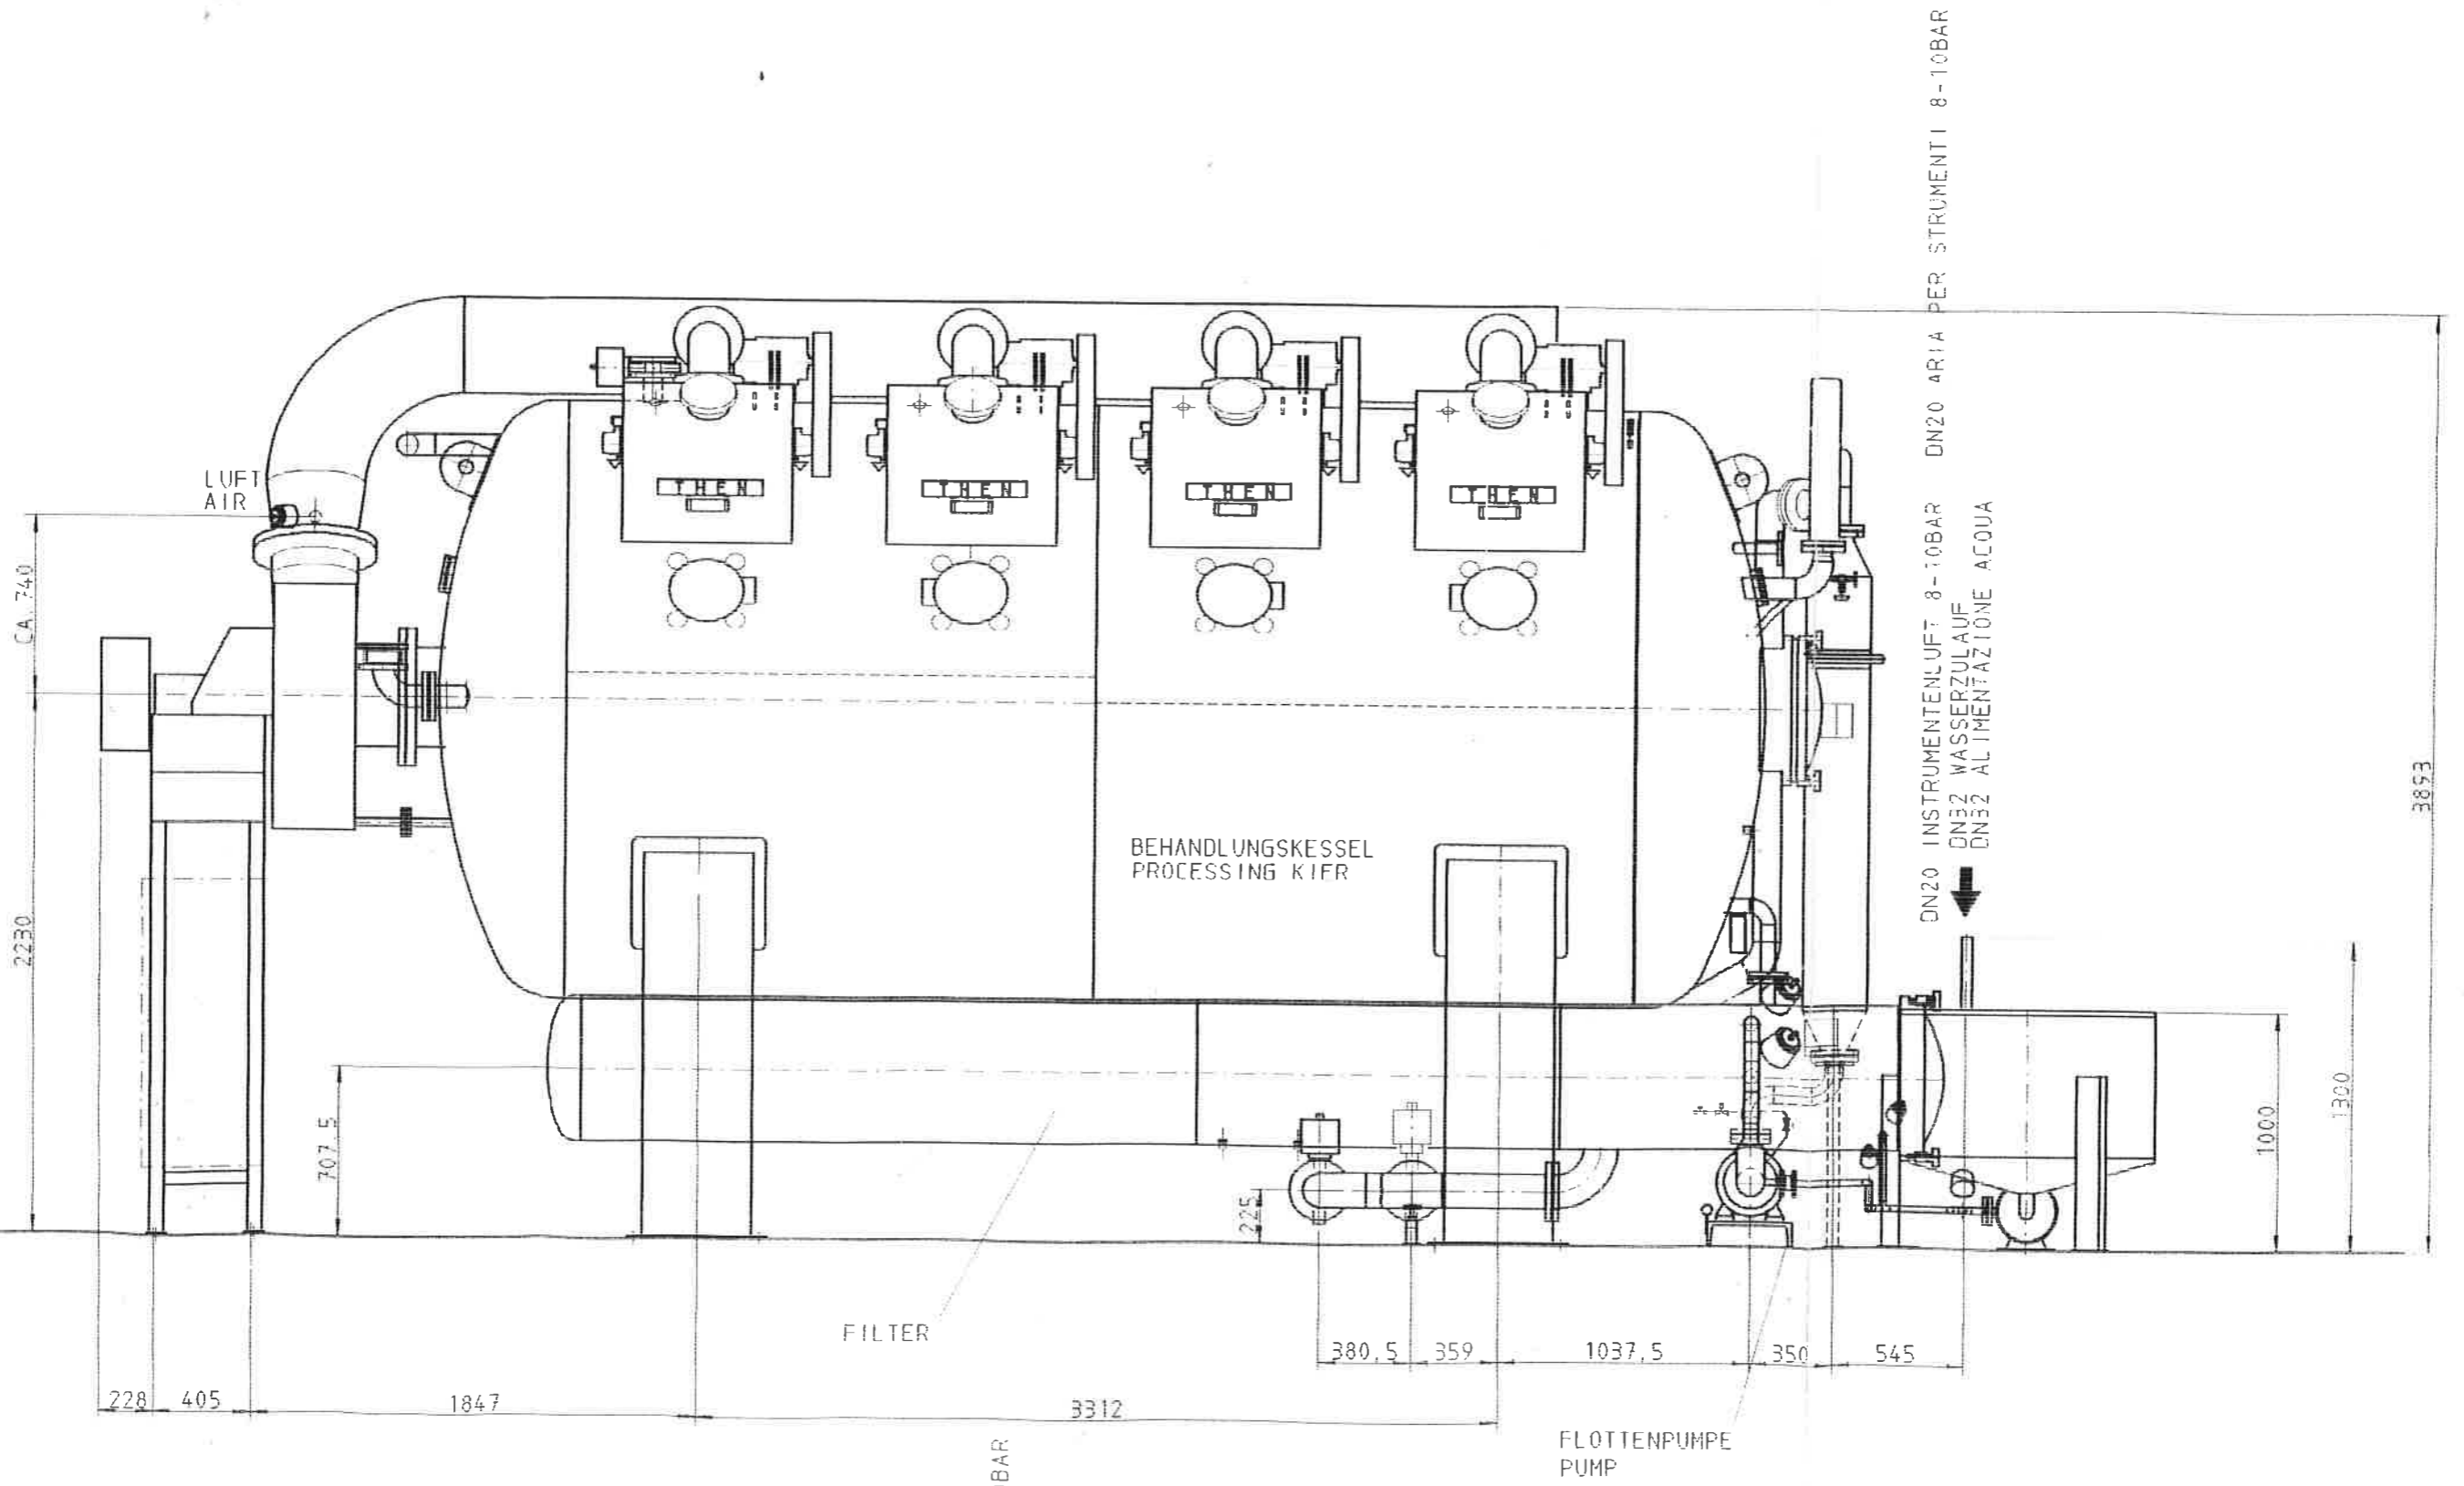 DN20 INSTRUMENTENLUFT 8-10BAR DN20 ARIA PER STRUMENTI 8-10BAR
DN32 WASSERZULAUF
DN32 ALIMENTAZIONE ACQUA
LUFT
AIR
THEN
THEN
THEN
THEN
CA. 740
2230
707,5
BEHANDLUNGSKESSEL
PROCESSING KIER
3893
1300
1000
225
FILTER
380,5
359
1037,5
350
545
228
405
1847
3312
FLOTTENPUMPE
PUMP
BAR